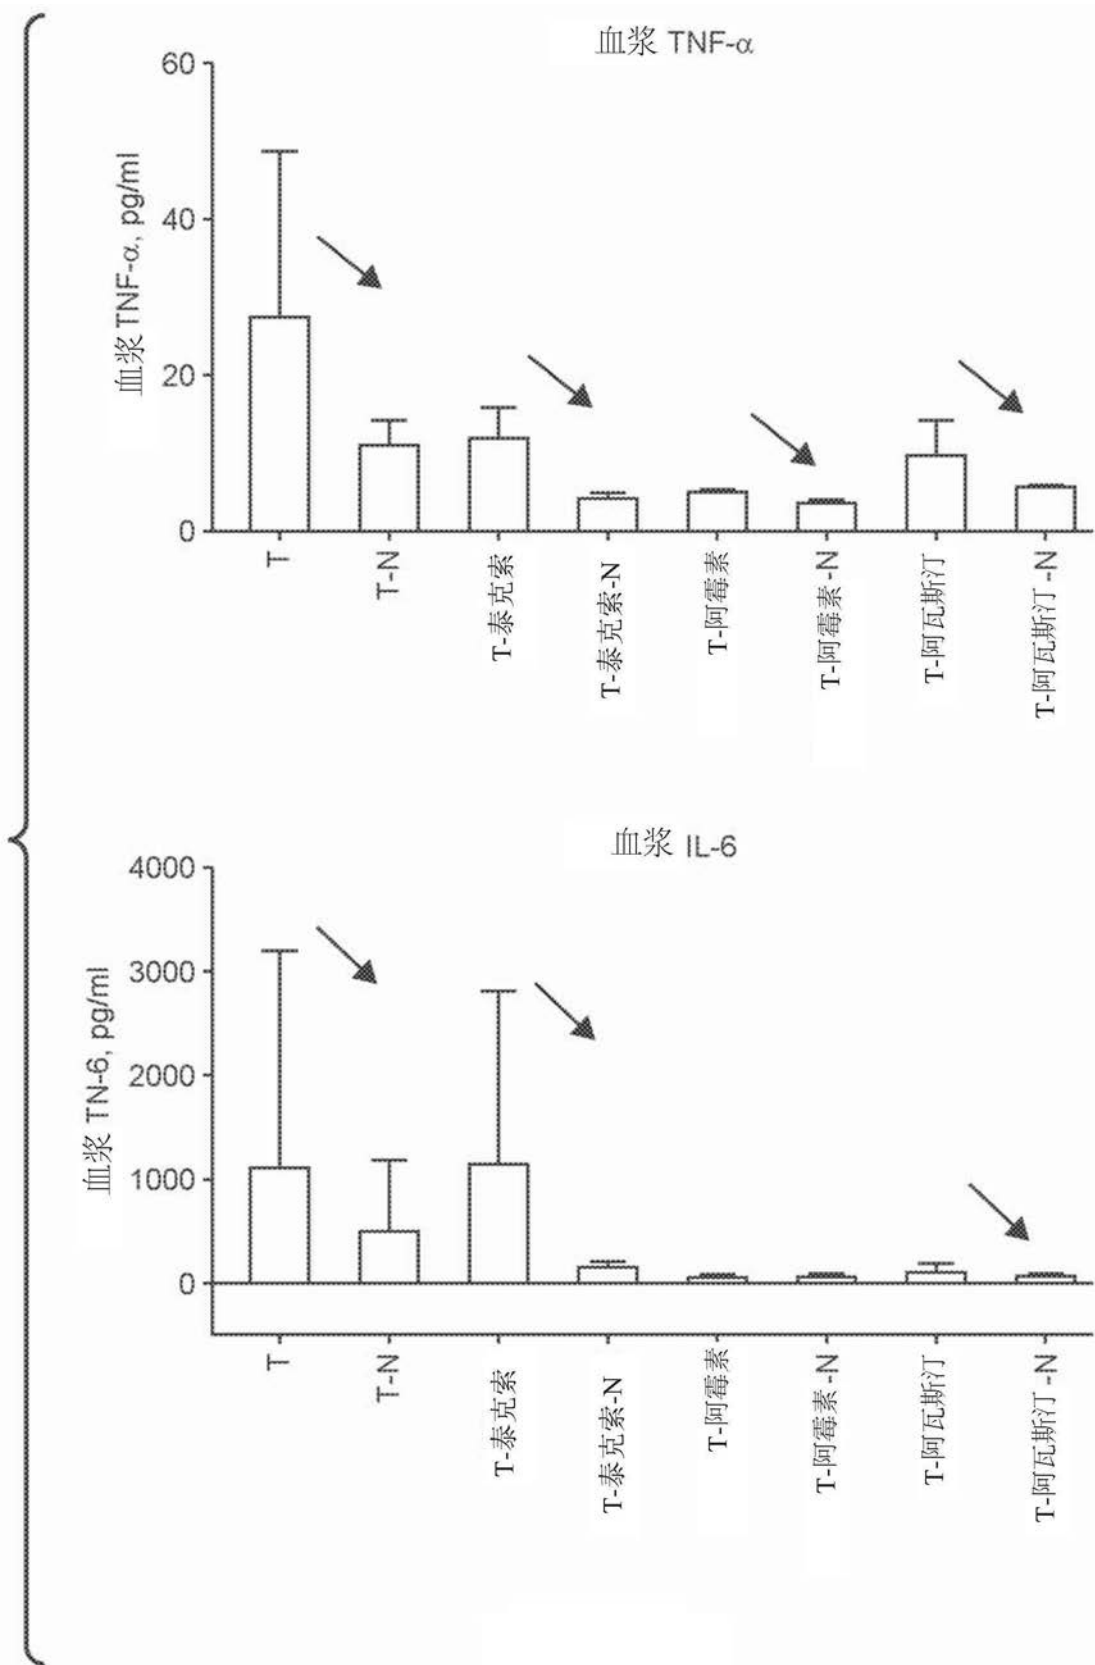 血浆 TNF-α
血浆 TNF-α, pg/ml
60
40
20
0
T
T-N
T-泰克索
T-泰克索-N
T-阿霉素
T-阿霉素-N
T-阿瓦斯汀
T-阿瓦斯汀-N
血浆 IL-6
血浆 TN-6, pg/ml
4000
3000
2000
1000
0
T
T-N
T-泰克索
T-泰克索-N
T-阿霉素
T-阿霉素-N
T-阿瓦斯汀
T-阿瓦斯汀-N